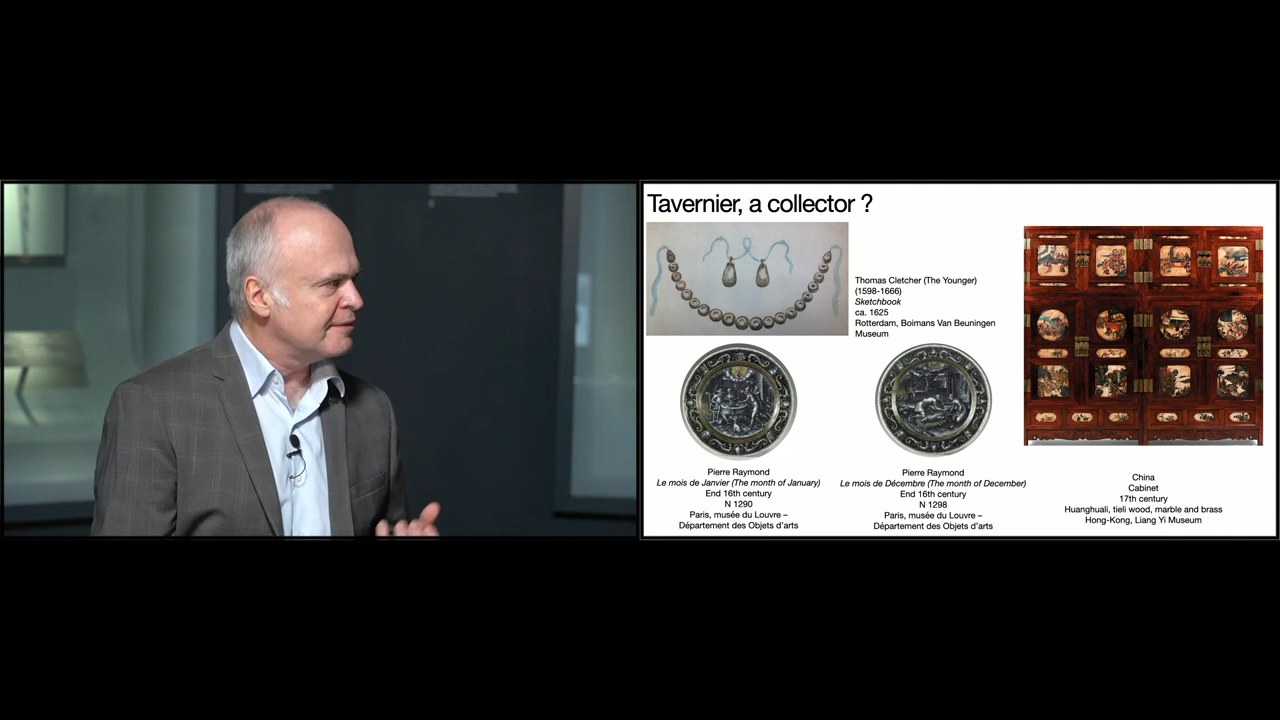 Tavernier, a collector ?
Thomas Cletcher (The Younger)
(1598-1666)
Sketchbook
ca. 1625
Rotterdam, Boimans Van Beuningen
Museum
Pierre Raymond
Le mois de Janvier (The month of January)
End 16th century
N 1290
Paris, musée du Louvre –
Département des Objets d'arts
Pierre Raymond
Le mois de Décembre (The month of December)
End 16th century
N 1298
Paris, musée du Louvre –
Département des Objets d'arts
China
Cabinet
17th century
Huanghuali, tieli wood, marble and brass
Hong-Kong, Liang Yi Museum